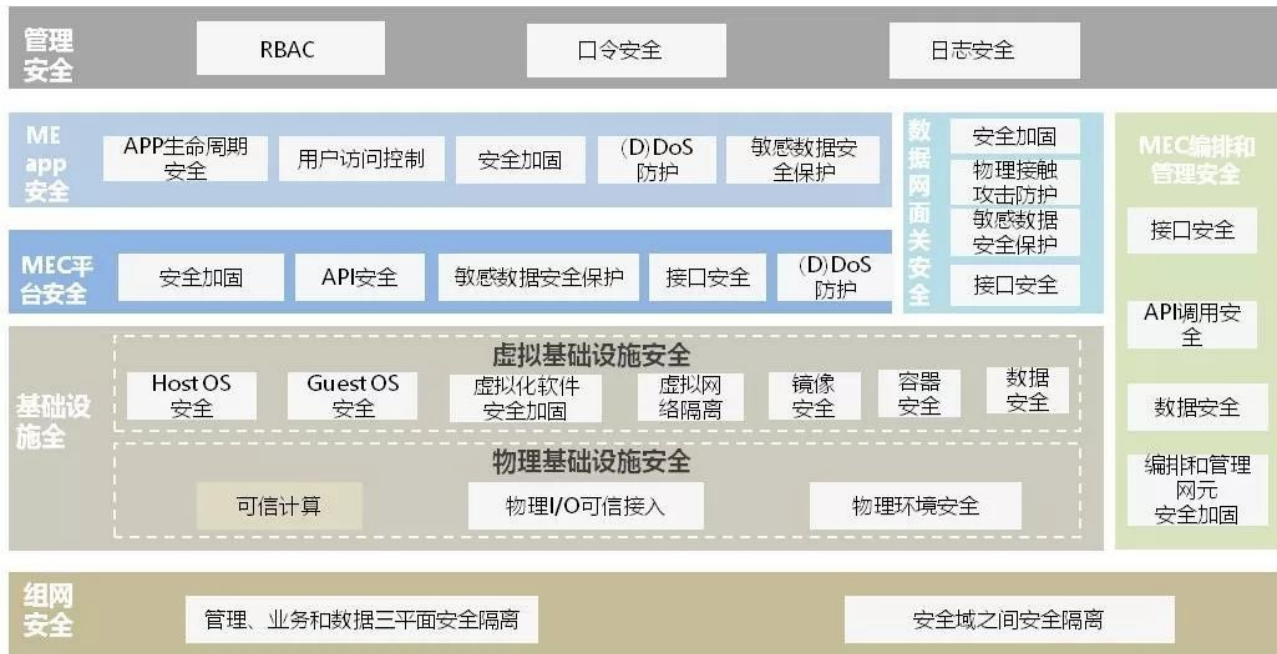 管理
安全
RBAC
口令安全
日志安全
ME
app
安全
APP生命周期
安全
用户访问控制
安全加固
(D)DoS
防护
敏感数据安
全保护
MEC平
台安全
安全加固
API安全
敏感数据安全保护
接口安全
(D)DoS
防护
数
据
网
面
关
安
全
安全加固
物理接触
攻击防护
敏感数据
安全保护
接口安全
MEC编排和
管理安全
接口安全
API调用安
全
数据安全
编排和管理
网元
安全加固
基础设
施全
虚拟基础设施安全
Host OS
安全
Guest OS
安全
虚拟化软件
安全加固
虚拟网
络隔离
镜像
安全
容器
安全
数据
安全
物理基础设施安全
可信计算
物理I/O可信接入
物理环境安全
组网
安全
管理、业务和数据三平面安全隔离
安全域之间安全隔离